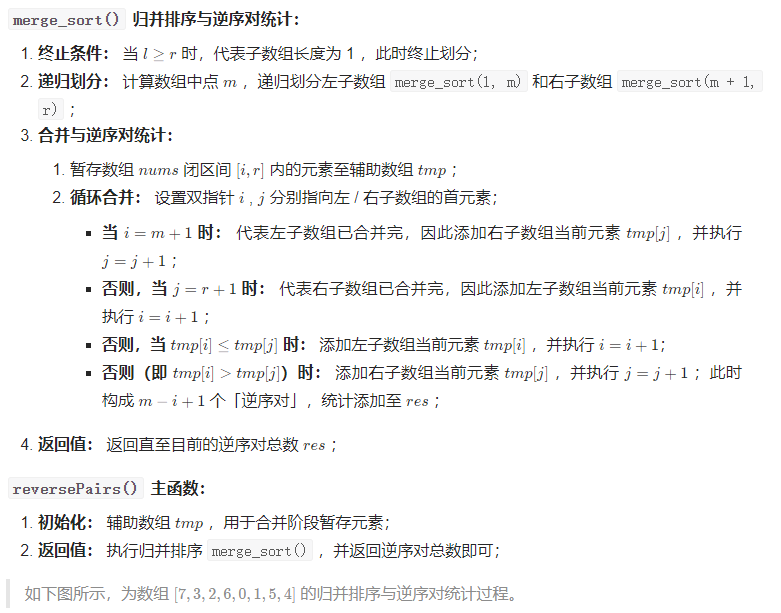 merge_sort() 归并排序与逆序对统计：
1. 终止条件： 当 l ≥ r 时，代表子数组长度为 1 ，此时终止划分；
2. 递归划分： 计算数组中点 m ，递归划分左子数组 merge_sort(l, m) 和右子数组 merge_sort(m + 1,
r) ；
3. 合并与逆序对统计：
1. 暂存数组 nums 闭区间 [i, r] 内的元素至辅助数组 tmp ；
2. 循环合并： 设置双指针 i , j 分别指向左 / 右子数组的首元素；
▪ 当 i = m + 1 时： 代表左子数组已合并完，因此添加右子数组当前元素 tmp[j] ，并执行
j = j + 1 ；
▪ 否则，当 j = r + 1 时： 代表右子数组已合并完，因此添加左子数组当前元素 tmp[i] ，并
执行 i = i + 1 ；
▪ 否则，当 tmp[i] ≤ tmp[j] 时： 添加左子数组当前元素 tmp[i] ，并执行 i = i + 1；
▪ 否则（即 tmp[i] > tmp[j]）时： 添加右子数组当前元素 tmp[j] ，并执行 j = j + 1 ；此时
构成 m − i + 1 个「逆序对」，统计添加至 res ；
4. 返回值： 返回直至目前的逆序对总数 res ；
reversePairs() 主函数：
1. 初始化： 辅助数组 tmp ，用于合并阶段暂存元素；
2. 返回值： 执行归并排序 merge_sort() ，并返回逆序对总数即可；
如下图所示，为数组 [7, 3, 2, 6, 0, 1, 5, 4] 的归并排序与逆序对统计过程。